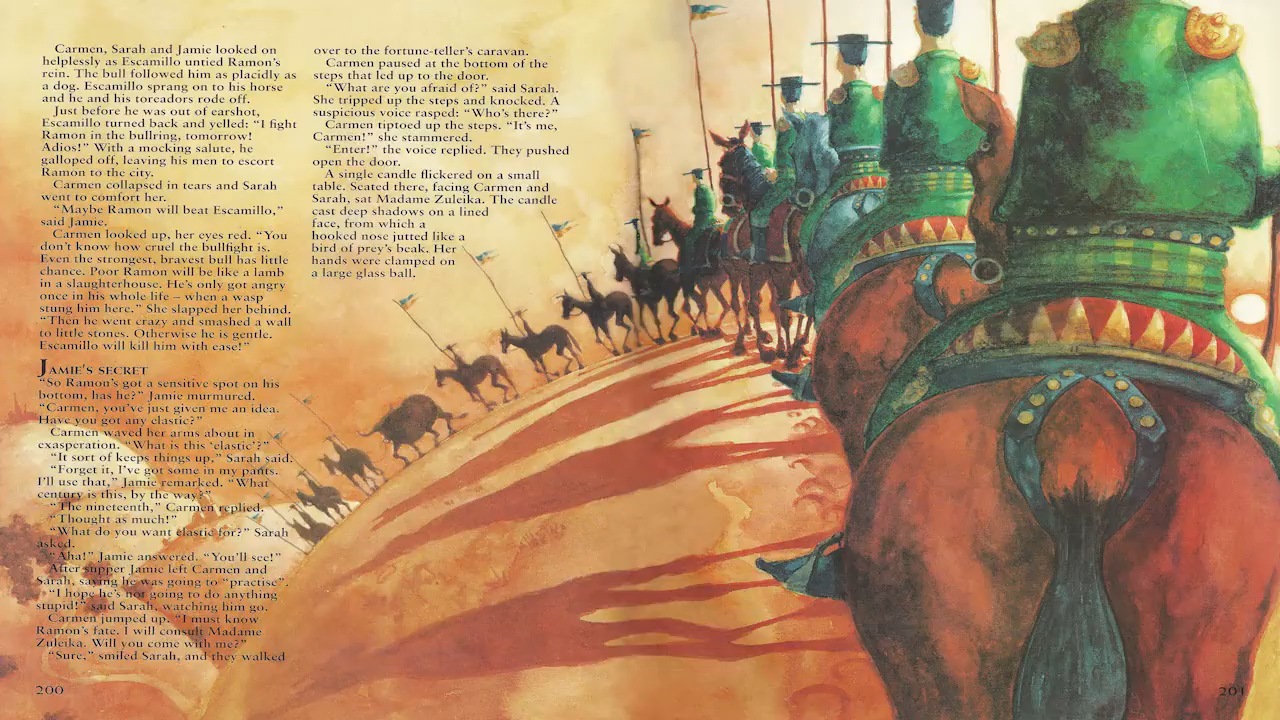 Carmen, Sarah and Jamie looked on
helplessly as Escamillo untied Ramon's
rein. The bull followed him as placidly as
a dog. Escamillo sprang on to his horse
and he and his toreadors rode off.
Just before he was out of earshot,
Escamillo turned back and yelled: “I fight
Ramon in the bullring, tomorrow!
Adios!” With a mocking salute, he
galloped off, leaving his men to escort
Ramon to the city.
Carmen collapsed in tears and Sarah
went to comfort her.
“Maybe Ramon will beat Escamillo,”
said Jamie.
Carmen looked up, her eyes red. “You
don't know how cruel the bullfight is.
Even the strongest, bravest bull has little
chance. Poor Ramon will be like a lamb
in a slaughterhouse. He's only got angry
once in his whole life – when a wasp
stung him here.” She slapped her behind.
“Then he went crazy and smashed a wall
to little stones. Otherwise he is gentle.
Escamillo will kill him with ease!”
JAMIE'S SECRET
“So Ramon's got a sensitive spot on his
bottom, has he?” Jamie murmured.
“Carmen, you've just given me an idea.
Have you got any elastic?”
Carmen waved her arms about in
exasperation. “What is this ‘elastic’?”
“It sort of keeps things up,” Sarah said.
“Forget it, I've got some in my pants.
I'll use that,” Jamie remarked. “What
century is this, by the way?”
“The nineteenth,” Carmen replied.
“Thought as much!”
“What do you want elastic for?” Sarah
asked.
“Aha!” Jamie answered. “You'll see!”
After supper Jamie left Carmen and
Sarah, saying he was going to “practise”.
“I hope he's not going to do anything
stupid!” said Sarah, watching him go.
Carmen jumped up. “I must know
Ramon's fate. I will consult Madame
Zuleika. Will you come with me?”
“Sure,” smiled Sarah, and they walked
over to the fortune-teller's caravan.
Carmen paused at the bottom of the
steps that led up to the door.
“What are you afraid of?” said Sarah.
She tripped up the steps and knocked. A
suspicious voice rasped: “Who's there?”
Carmen tiptoed up the steps. “It's me,
Carmen!” she stammered.
“Enter!” the voice replied. They pushed
open the door.
A single candle flickered on a small
table. Seated there, facing Carmen and
Sarah, sat Madame Zuleika. The candle
cast deep shadows on a lined
face, from which a
hooked nose jutted like a
bird of prey's beak. Her
hands were clamped on
a large glass ball.
200
201